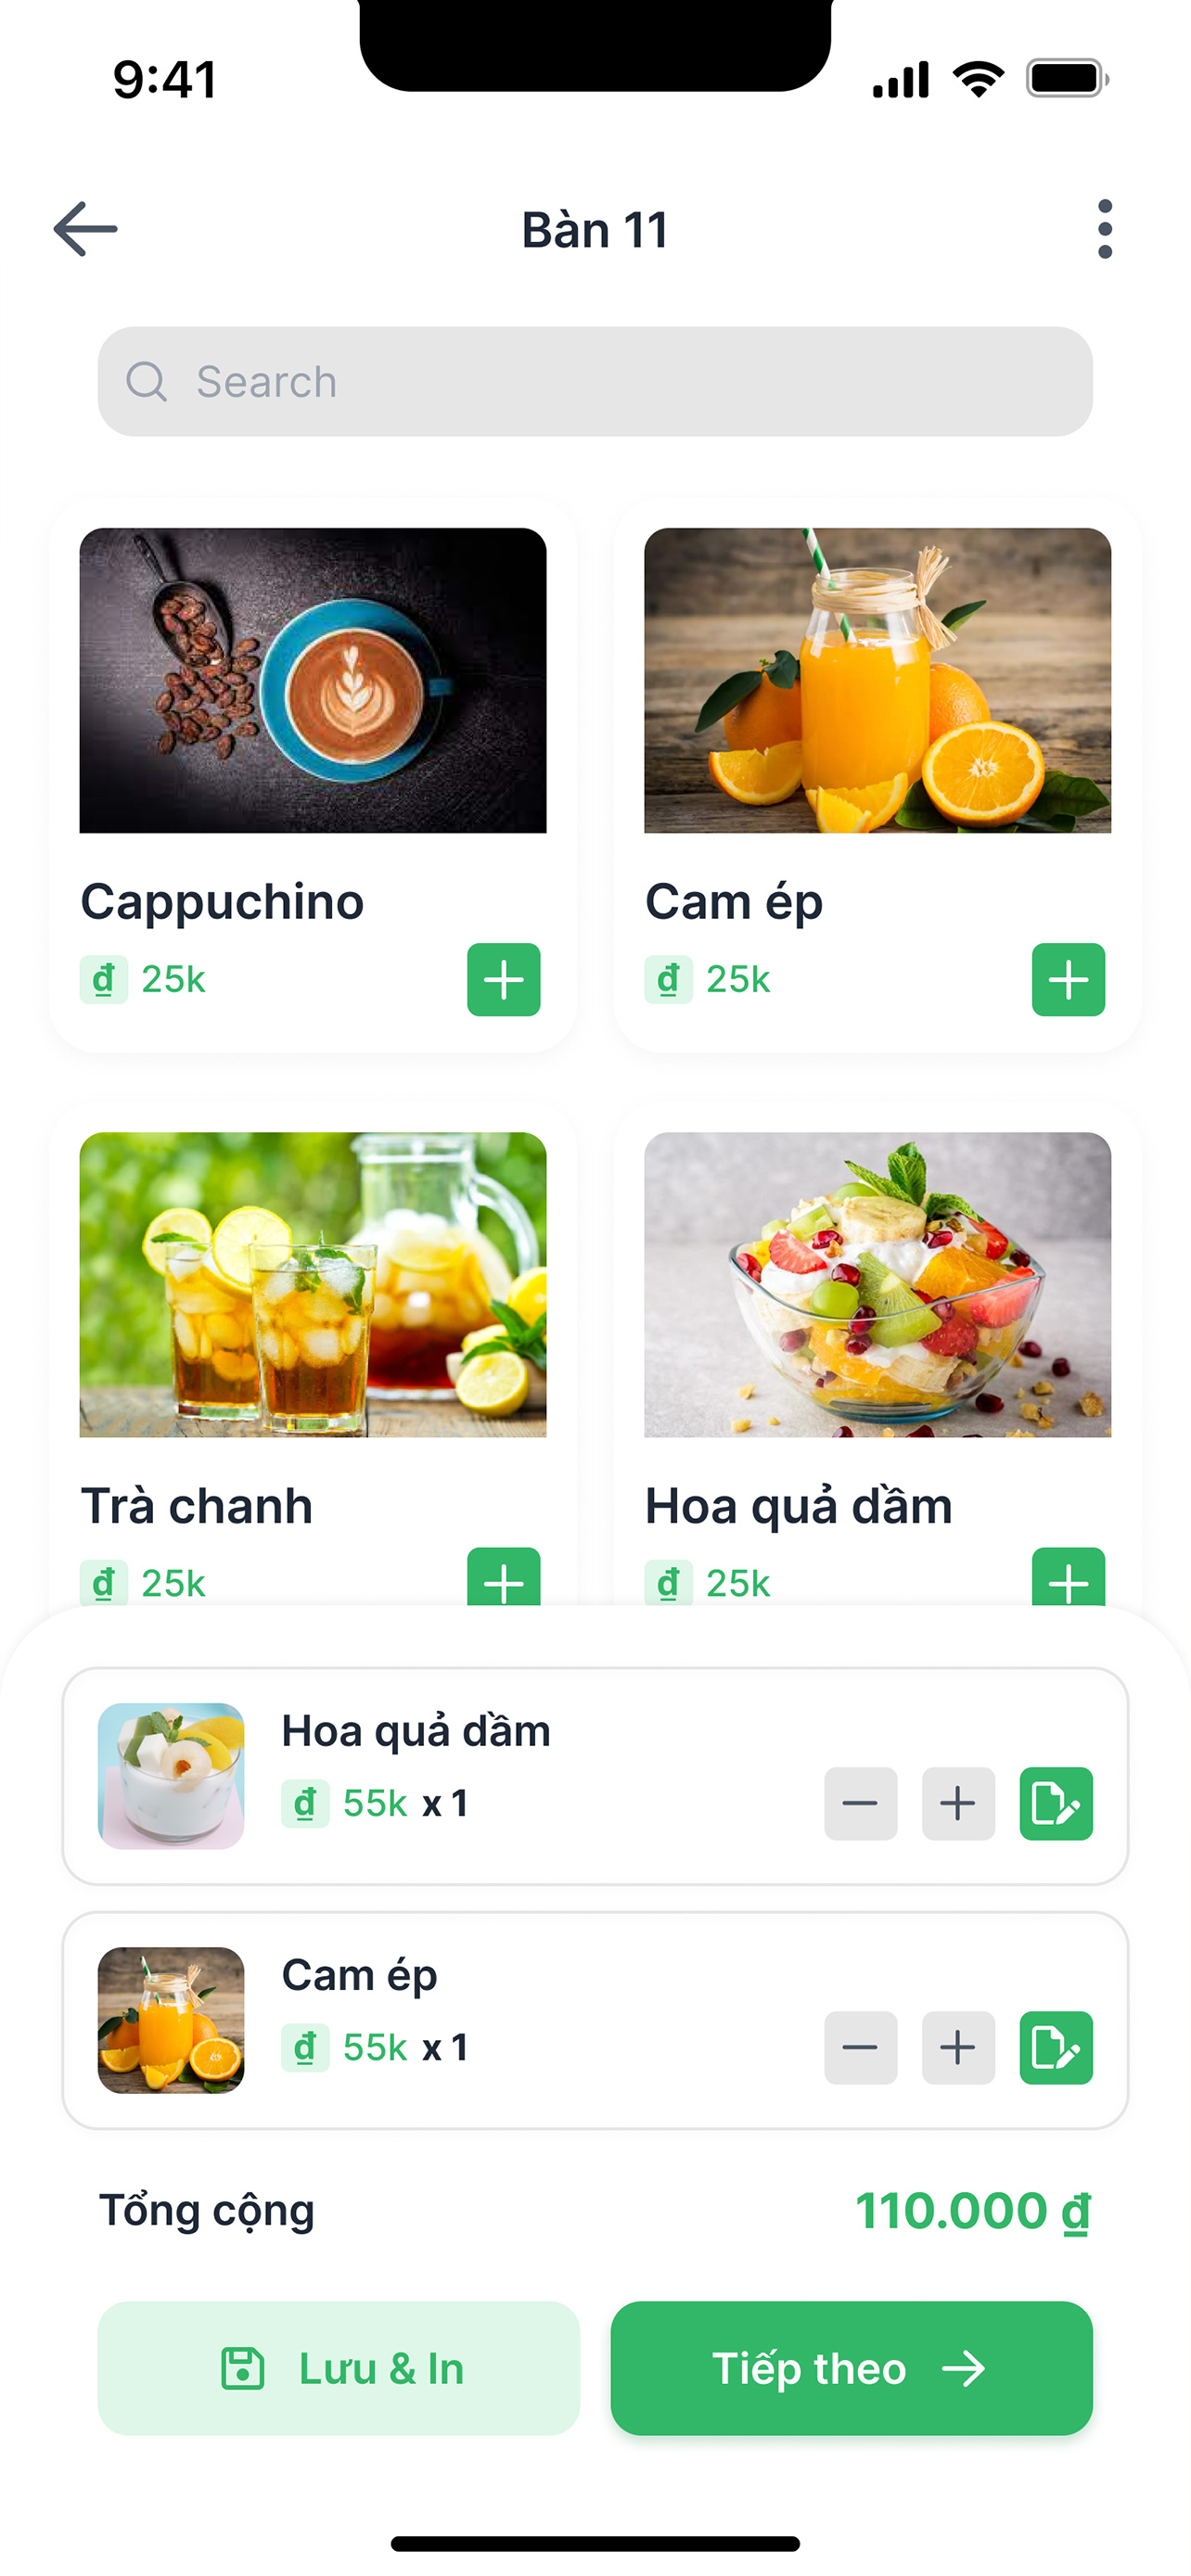 9:41
Bàn 11
Search
Cappuchino
Cam ép
₫ 25k
₫ 25k
Trà chanh
Hoa quả dầm
₫ 25k
₫ 25k
Hoa quả dầm
₫ 55k x 1
Cam ép
₫ 55k x 1
Tổng cộng
110.000 ₫
Lưu & In
Tiếp theo